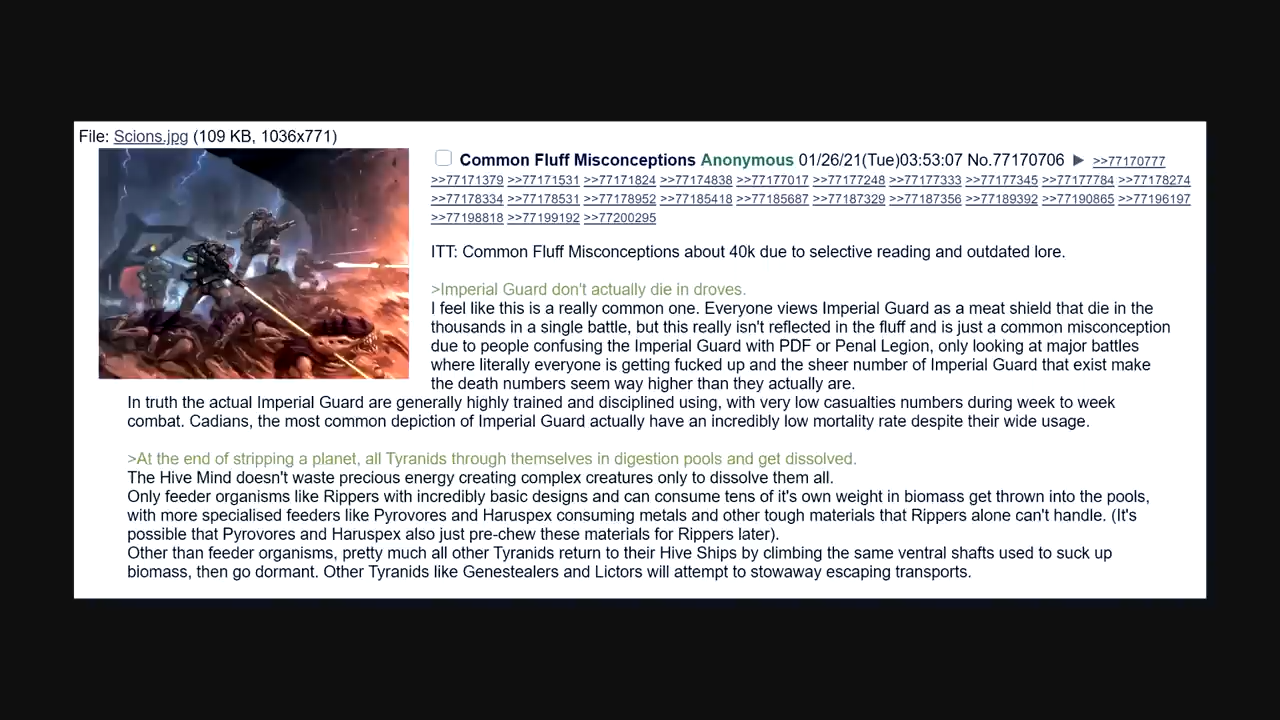 File: Scions.jpg (109 KB, 1036x771)
Common Fluff Misconceptions Anonymous 01/26/21(Tue)03:53:07 No.77170706 ▶ >>77170777
>>77171379 >>77171531 >>77171824 >>77174838 >>77177017 >>77177248 >>77177333 >>77177345 >>77177784 >>77178274
>>77178334 >>77178531 >>77178952 >>77185418 >>77185687 >>77187329 >>77187356 >>77189392 >>77190865 >>77196197
>>77198818 >>77199192 >>77200295
ITT: Common Fluff Misconceptions about 40k due to selective reading and outdated lore.
>Imperial Guard don't actually die in droves.
I feel like this is a really common one. Everyone views Imperial Guard as a meat shield that die in the
thousands in a single battle, but this really isn't reflected in the fluff and is just a common misconception
due to people confusing the Imperial Guard with PDF or Penal Legion, only looking at major battles
where literally everyone is getting fucked up and the sheer number of Imperial Guard that exist make
the death numbers seem way higher than they actually are.
In truth the actual Imperial Guard are generally highly trained and disciplined using, with very low casualties numbers during week to week
combat. Cadians, the most common depiction of Imperial Guard actually have an incredibly low mortality rate despite their wide usage.
>At the end of stripping a planet, all Tyranids through themselves in digestion pools and get dissolved.
The Hive Mind doesn't waste precious energy creating complex creatures only to dissolve them all.
Only feeder organisms like Rippers with incredibly basic designs and can consume tens of it's own weight in biomass get thrown into the pools,
with more specialised feeders like Pyrovores and Haruspex consuming metals and other tough materials that Rippers alone can't handle. (It's
possible that Pyrovores and Haruspex also just pre-chew these materials for Rippers later).
Other than feeder organisms, pretty much all other Tyranids return to their Hive Ships by climbing the same ventral shafts used to suck up
biomass, then go dormant. Other Tyranids like Genestealers and Lictors will attempt to stowaway escaping transports.